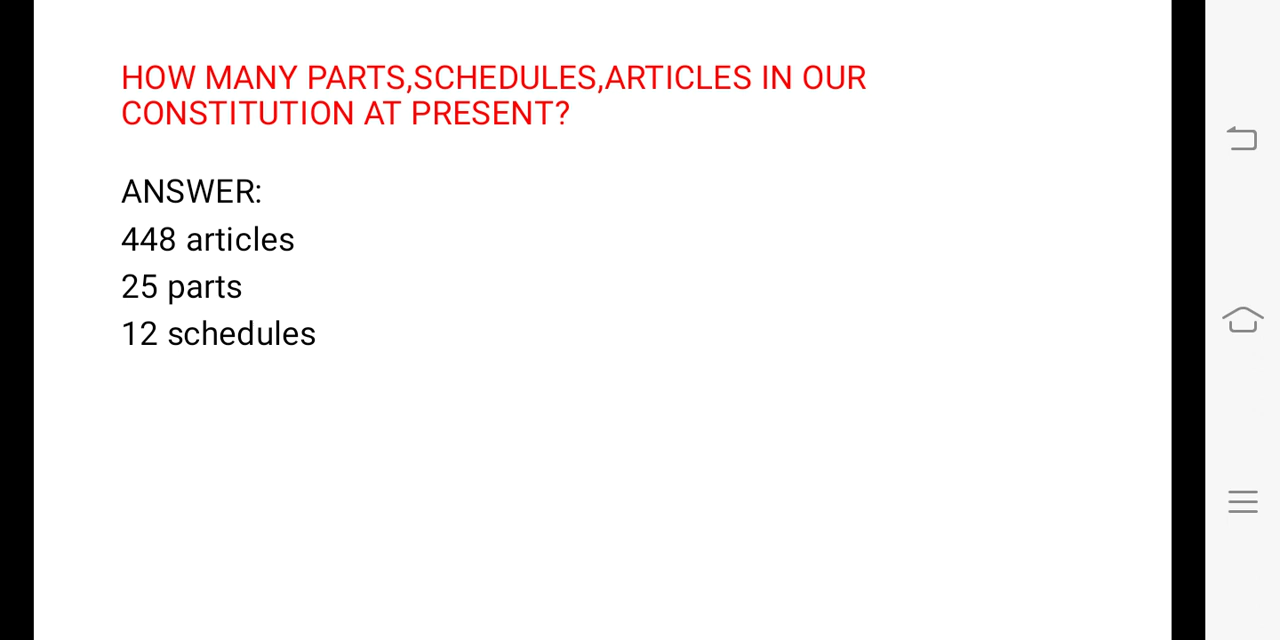 HOW MANY PARTS,SCHEDULES,ARTICLES IN OUR
CONSTITUTION AT PRESENT?
ANSWER:
448 articles
25 parts
12 schedules